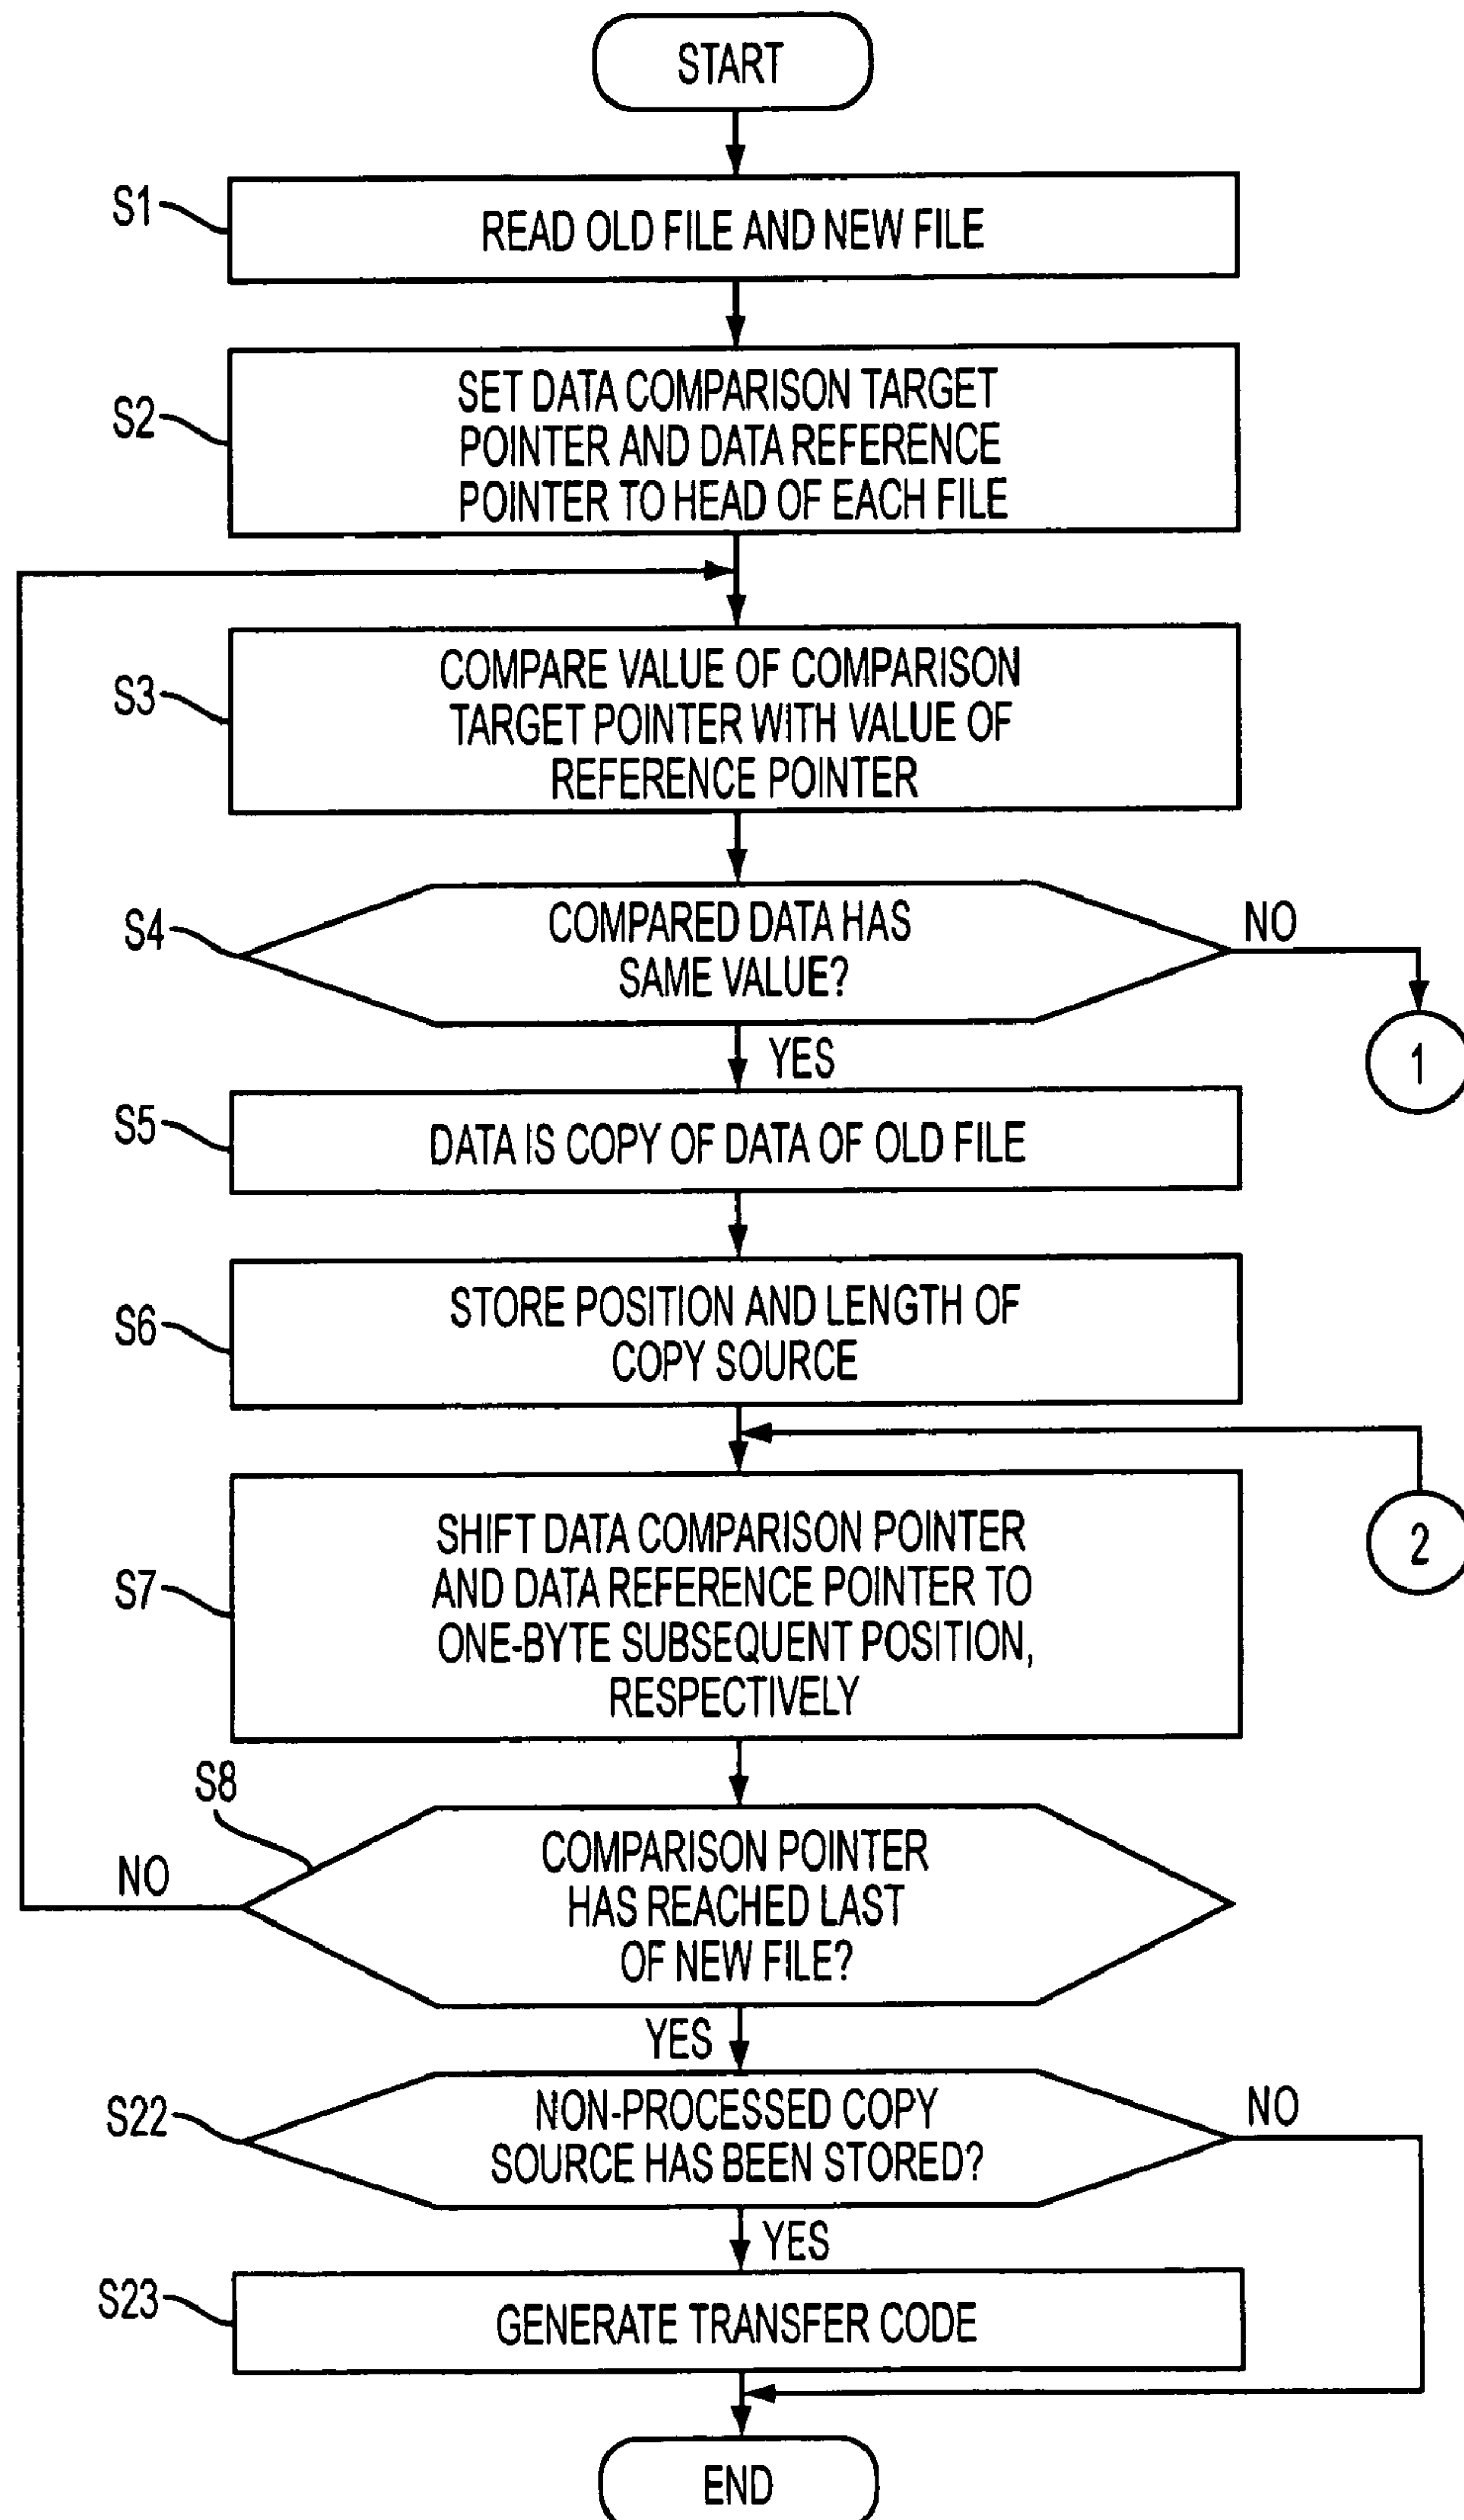 START
S1
READ OLD FILE AND NEW FILE
S2
SET DATA COMPARISON TARGET
POINTER AND DATA REFERENCE
POINTER TO HEAD OF EACH FILE
S3
COMPARE VALUE OF COMPARISON
TARGET POINTER WITH VALUE OF
REFERENCE POINTER
S4
COMPARED DATA HAS
SAME VALUE?
NO
1
YES
S5
DATA IS COPY OF DATA OF OLD FILE
S6
STORE POSITION AND LENGTH OF
COPY SOURCE
2
S7
SHIFT DATA COMPARISON POINTER
AND DATA REFERENCE POINTER TO
ONE-BYTE SUBSEQUENT POSITION,
RESPECTIVELY
S8
NO
COMPARISON POINTER
HAS REACHED LAST
OF NEW FILE?
YES
S22
NON-PROCESSED COPY
SOURCE HAS BEEN STORED?
NO
YES
S23
GENERATE TRANSFER CODE
END